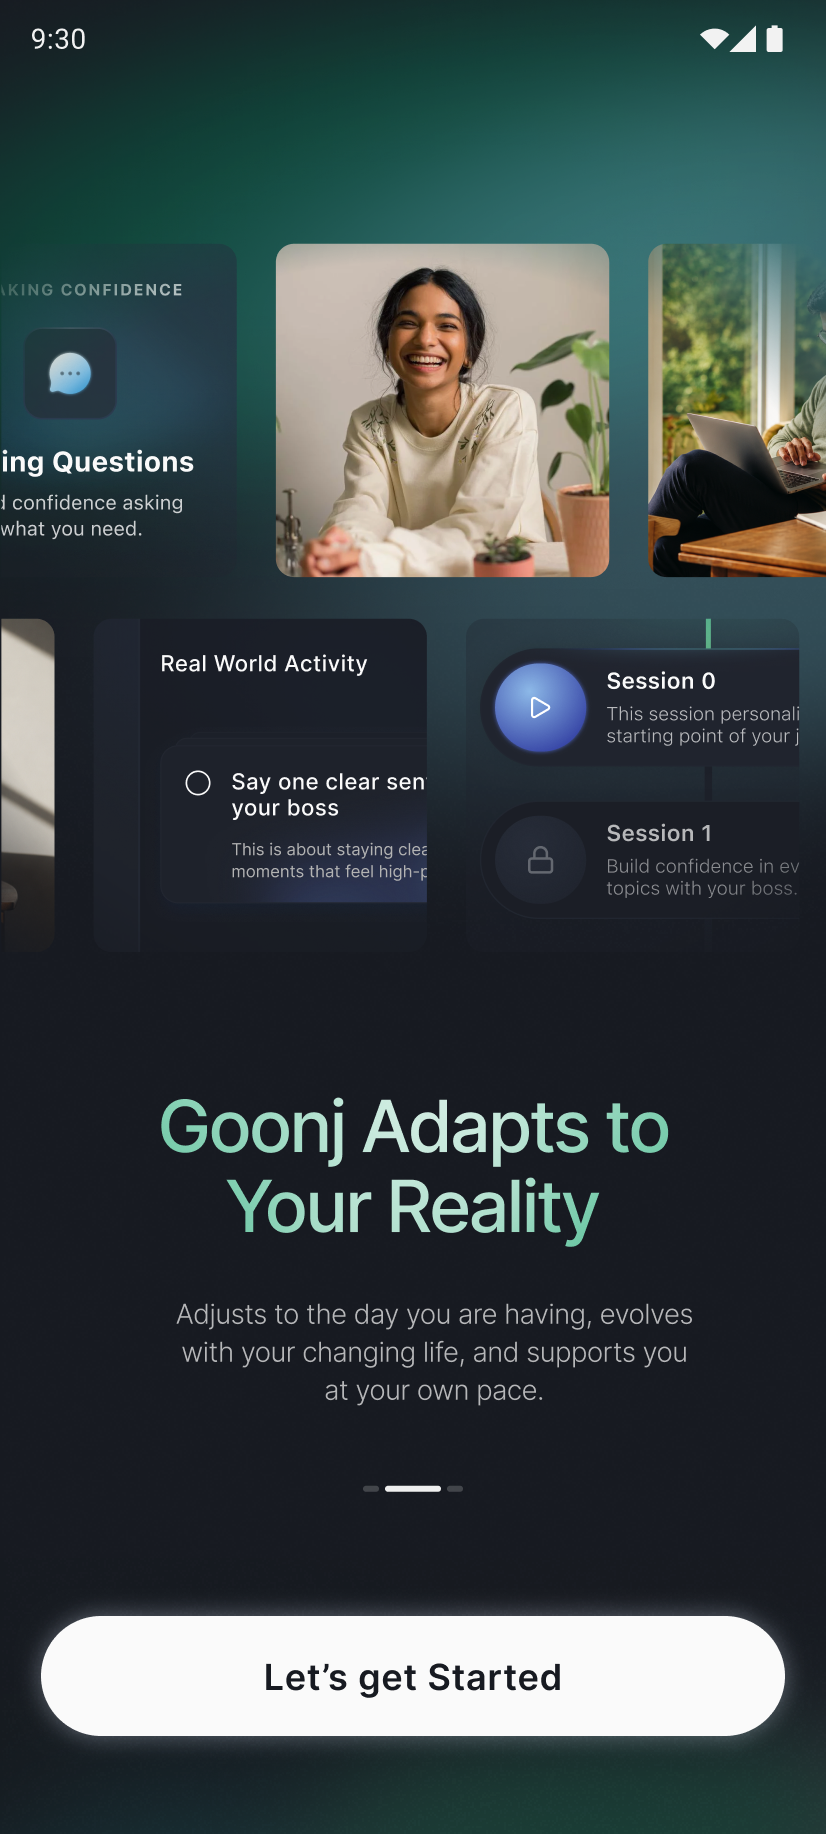 9:30
KING CONFIDENCE
ing Questions
confidence asking
what you need.
Real World Activity
Say one clear sen
your boss
This is about staying clea
moments that feel high-p
Session 0
This session personali
starting point of your j
Session 1
Build confidence in ev
topics with your boss.
Goonj Adapts to
Your Reality
Adjusts to the day you are having, evolves
with your changing life, and supports you
at your own pace.
Let’s get Started